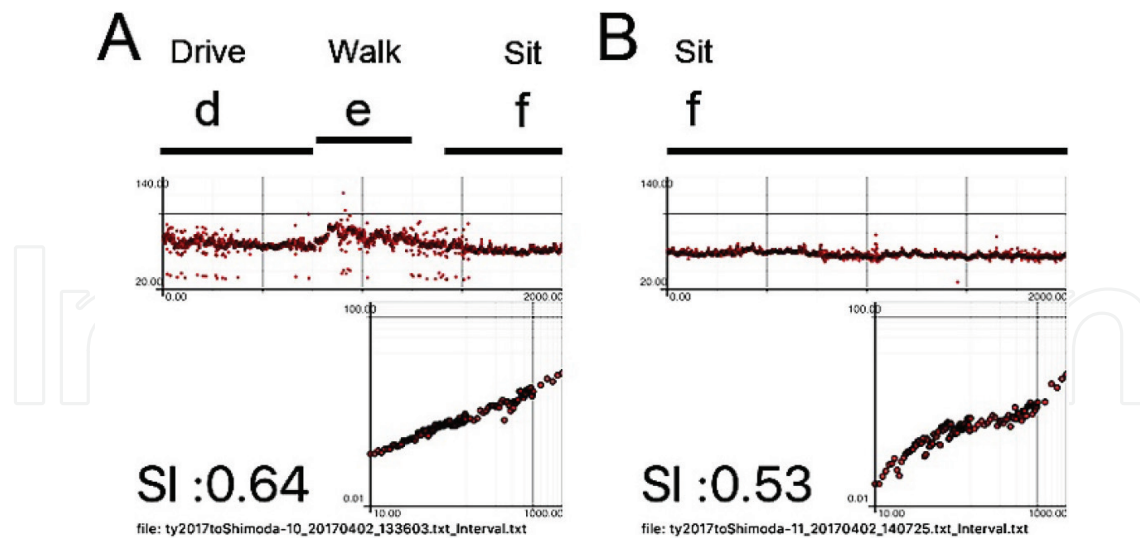 A Drive Walk Sit
d e f
140.00
20.00
0.00 2000.00
100.00
0.01
10.00 1000.00
SI :0.64
file: ty2017toShimoda-10_20170402_133603.txt_Interval.txt
B Sit
f
140.00
20.00
0.00 2000.00
100.00
0.01
10.00 1000.00
SI :0.53
file: ty2017toShimoda-11_20170402_140725.txt_Interval.txt